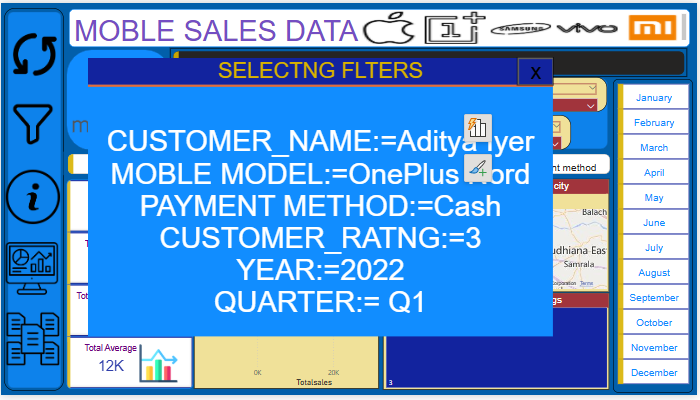 MOBLE SALES DATA
SAMSUNG
vivo
SELECTNG FLTERS
X
CUSTOMER_NAME:=Aditya Iyer
MOBLE MODEL:=OnePlus Nord
PAYMENT METHOD:=Cash
CUSTOMER_RATNG:=3
YEAR:=2022
QUARTER:= Q1
m
nt method
city
Balach
udhiana East
Samrala
Terms
gs
Tot
Total Average
12K
0K
20K
Totalsales
3
January
February
March
April
May
June
July
August
September
October
November
December